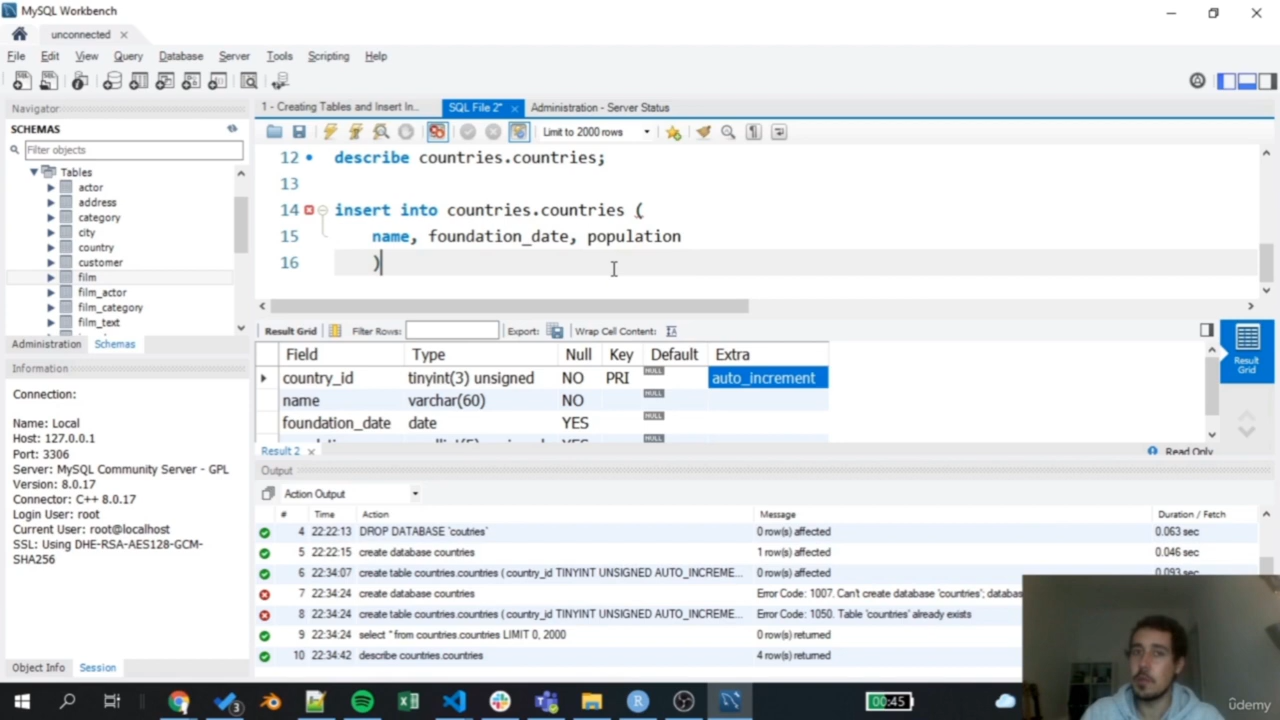 MySQL Workbench
unconnected
File Edit View Query Database Server Tools Scripting Help
Navigator
SCHEMAS
Filter objects
Tables
actor
address
category
city
country
customer
film
film_actor
film_category
film_text
Administration Schemas
Information
Connection:
Name: Local
Host: 127.0.0.1
Port: 3306
Server: MySQL Community Server - GPL
Version: 8.0.17
Connector: C++ 8.0.17
Login User: root
Current User: root@localhost
SSL: Using DHE-RSA-AES128-GCM-
SHA256
Object Info Session
1 - Creating Tables and Insert In... SQL File 2* Administration - Server Status
Limit to 2000 rows
12 describe countries.countries;
13
14 insert into countries.countries (
15 name, foundation_date, population
16 )
Result Grid Filter Rows: Export: Wrap Cell Content:
Field Type Null Key Default Extra
country_id tinyint(3) unsigned NO PRI NULL auto_increment
name varchar(60) NO NULL
foundation_date date YES NULL
NULL
Result Grid
Result 2 Read Only
Output
Action Output
# Time Action Message Duration / Fetch
4 22:22:13 DROP DATABASE `coutries` 0 row(s) affected 0.063 sec
5 22:22:15 create database countries 1 row(s) affected 0.046 sec
6 22:34:07 create table countries.countries ( country_id TINYINT UNSIGNED AUTO_INCREME... 0 row(s) affected 0.093 sec
7 22:34:24 create database countries Error Code: 1007. Can't create database 'countries'; databas
8 22:34:24 create table countries.countries ( country_id TINYINT UNSIGNED AUTO_INCREME... Error Code: 1050. Table 'countries' already exists
9 22:34:24 select * from countries.countries LIMIT 0, 2000 0 row(s) returned
10 22:34:42 describe countries.countries 4 row(s) returned
3
00:45
ûdemy